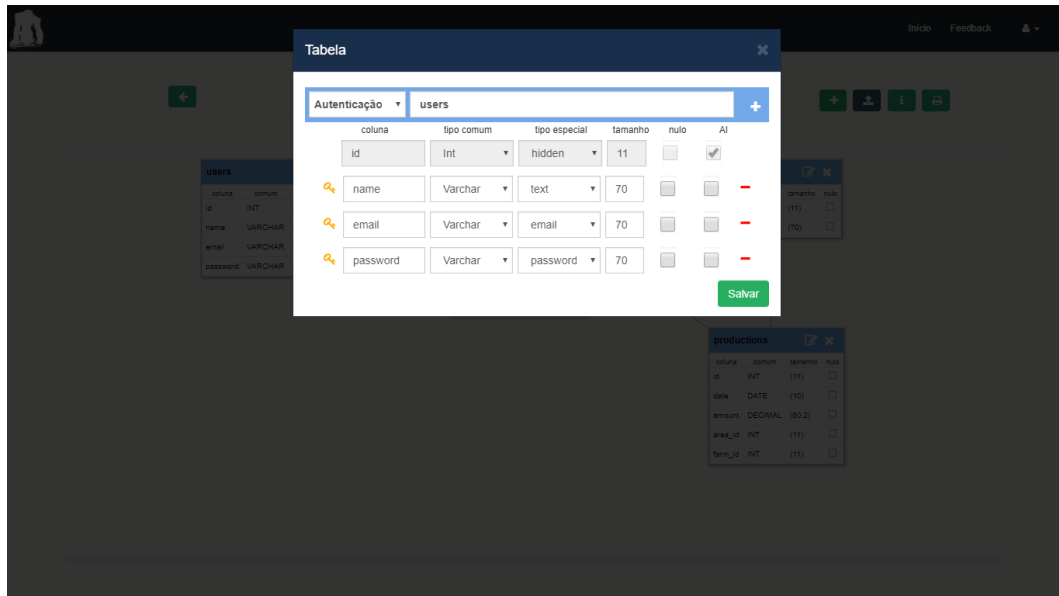 Início Feedback
Tabela
Autenticação users
coluna tipo comum tipo especial tamanho nulo AI
id Int hidden 11
name Varchar text 70
email Varchar email 70
password Varchar password 70
Salvar
users
coluna comum
id INT
name VARCHAR
email VARCHAR
password VARCHAR
tamanho nulo
(11)
(70)
productions
coluna comum tamanho nulo
id INT (11)
date DATE (10)
amount DECIMAL (60,2)
area_id INT (11)
farm_id INT (11)